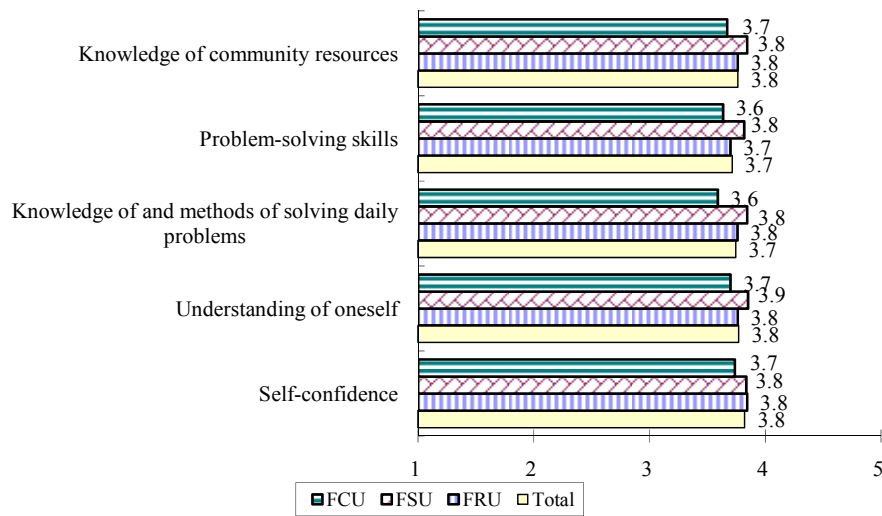 Knowledge of community resources
3.7
3.8
3.8
3.8
Problem-solving skills
3.6
3.8
3.7
3.7
Knowledge of and methods of solving daily
problems
3.6
3.8
3.8
3.7
Understanding of oneself
3.7
3.9
3.8
3.8
Self-confidence
3.7
3.8
3.8
3.8
1 2 3 4 5
FCU FSU FRU Total